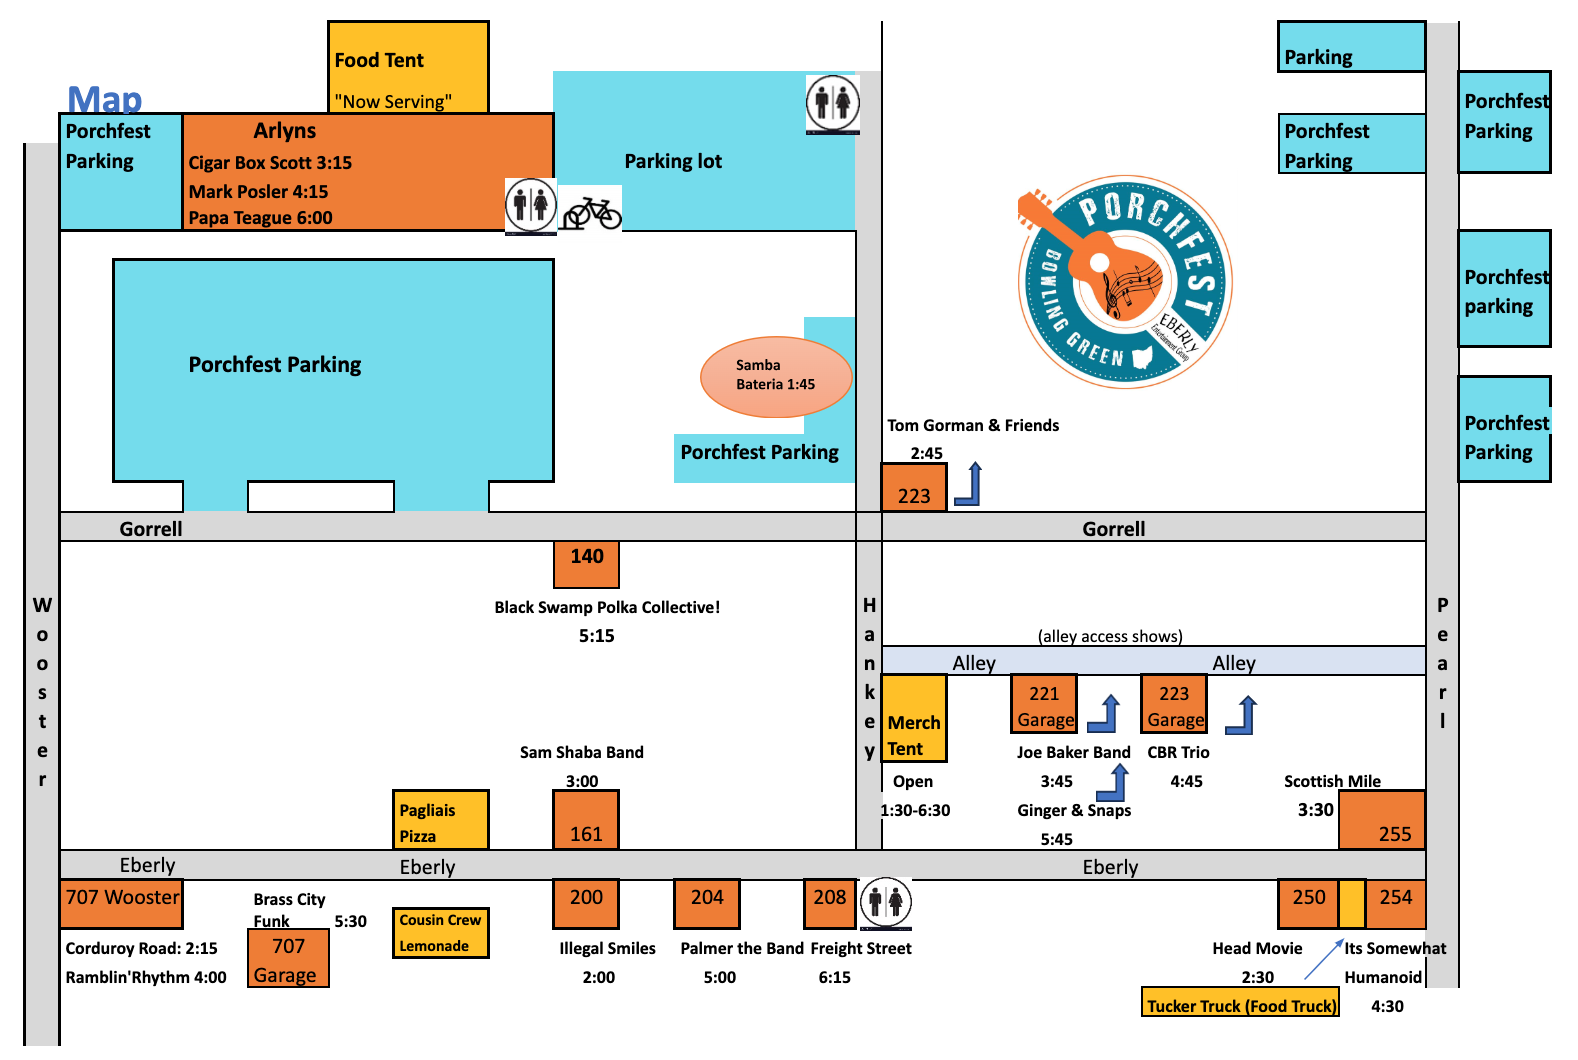 Map
Food Tent
"Now Serving"
Porchfest
Parking
Arlyns
Cigar Box Scott 3:15
Mark Posler 4:15
Papa Teague 6:00
Parking lot
Parking
Porchfest
Parking
Porchfest
Parking
PORCHFEST
BOWLING GREEN
EBERLY
Entertainment Group
Porchfest
parking
Porchfest
Parking
Porchfest Parking
Samba
Bateria 1:45
Porchfest Parking
Tom Gorman & Friends
2:45
223
Gorrell
Gorrell
140
Black Swamp Polka Collective!
5:15
Wooster
Hankey
Pearl
(alley access shows)
Alley
Alley
Merch
Tent
Open
1:30-6:30
221
Garage
Joe Baker Band
3:45
Ginger & Snaps
5:45
223
Garage
CBR Trio
4:45
Scottish Mile
3:30
255
Sam Shaba Band
3:00
161
Pagliais
Pizza
Eberly
Eberly
Eberly
707 Wooster
Corduroy Road: 2:15
Ramblin'Rhythm 4:00
Brass City
Funk 5:30
707
Garage
Cousin Crew
Lemonade
200
Illegal Smiles
2:00
204
Palmer the Band
5:00
208
Freight Street
6:15
250
Head Movie
2:30
254
Its Somewhat
Humanoid
4:30
Tucker Truck (Food Truck)